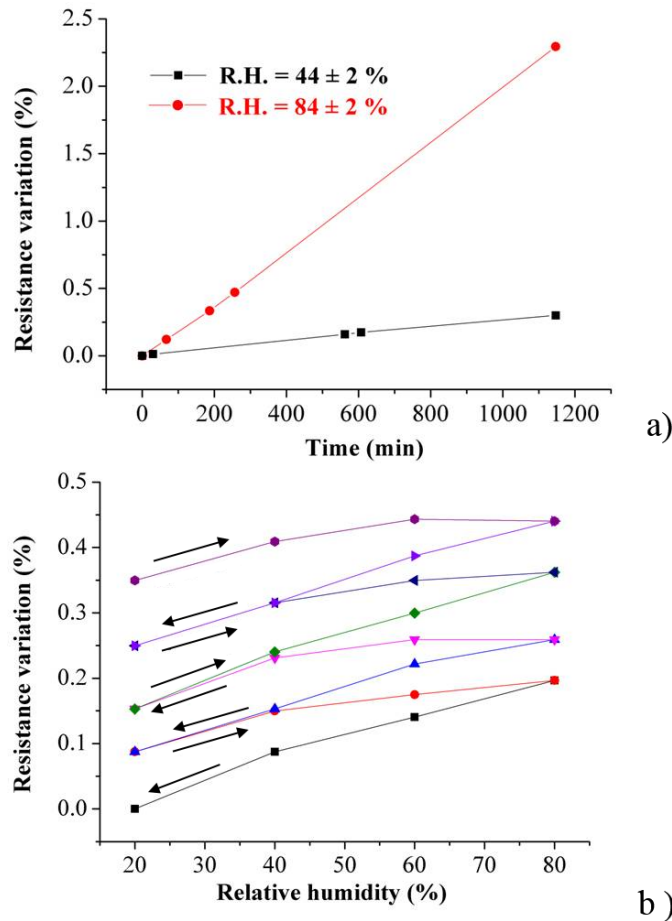 2.5
2.0
1.5
1.0
0.5
0.0
Resistance variation (%)
R.H. = 44 ± 2 %
R.H. = 84 ± 2 %
0 200 400 600 800 1000 1200
Time (min)
a)
0.5
0.4
0.3
0.2
0.1
0.0
Resistance variation (%)
20 30 40 50 60 70 80
Relative humidity (%)
b )